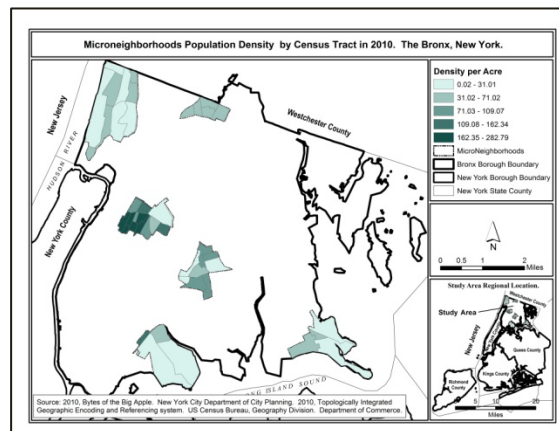 Microneighborhoods Population Density by Census Tract in 2010. The Bronx, New York.
New Jersey
HUDSON RIVER
New York County
Westchester County
LONG ISLAND SOUND
Density per Acre
0.02 - 31.01
31.02 - 71.02
71.03 - 109.07
109.08 - 162.34
162.35 - 282.79
MicroNeighborhoods
Bronx Borough Boundary
New York Borough Boundary
New York State County
N
0 0.5 1 2
Miles
Study Area Regional Location.
Westchester County
Study Area
New Jersey
Kings County
Richmond County
Miles
0 5 10 20
Source: 2010, Bytes of the Big Apple. New York City Department of City Planning. 2010, Topologically Integrated
Geographic Encoding and Referencing system. US Census Bureau, Geography Division. Department of Commerce.